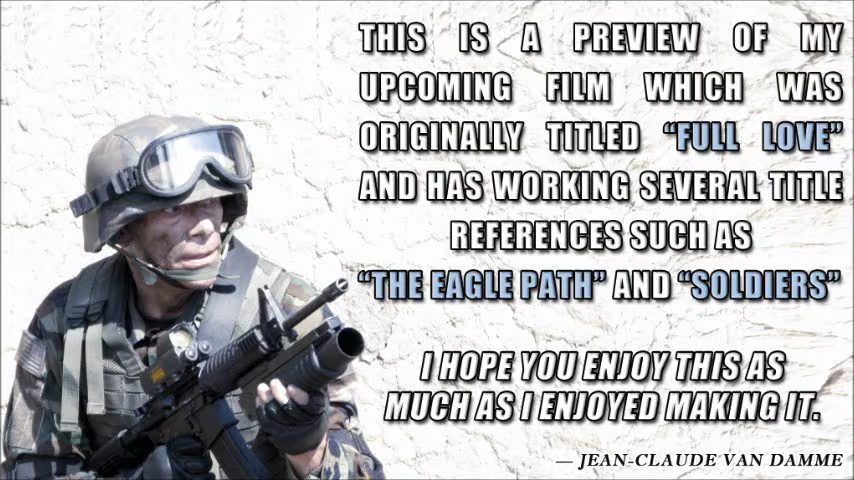 THIS IS A PREVIEW OF MY
UPCOMING FILM WHICH WAS
ORIGINALLY TITLED “FULL LOVE”
AND HAS WORKING SEVERAL TITLE
REFERENCES SUCH AS
“THE EAGLE PATH” AND “SOLDIERS”
I HOPE YOU ENJOY THIS AS
MUCH AS I ENJOYED MAKING IT.
— JEAN-CLAUDE VAN DAMME